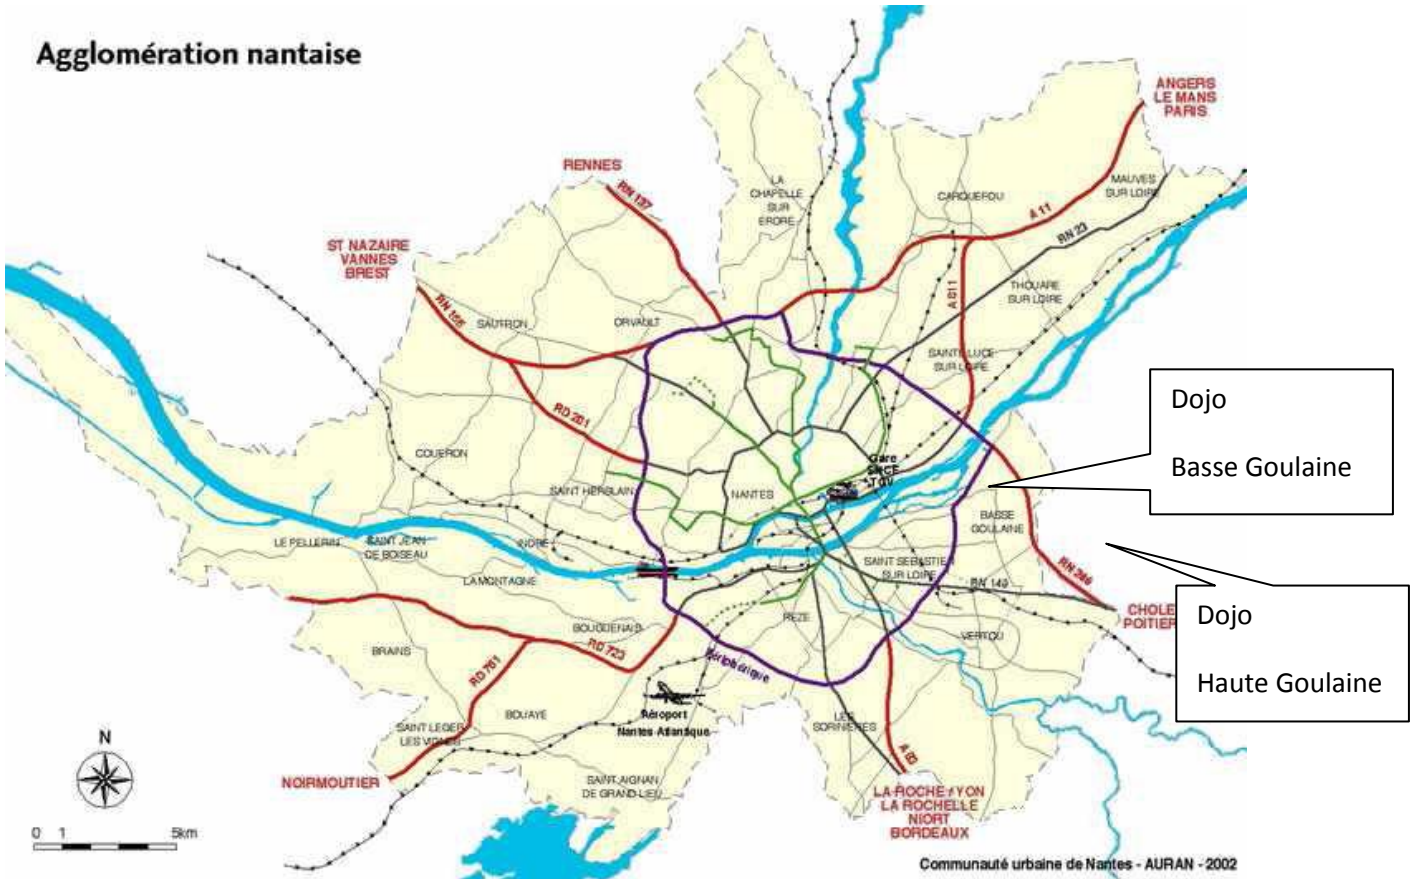 Agglomération nantaise
ANGERS
LE MANS
PARIS
RENNES
RN 137
LA
CHAPELLE
SUR
ERDRE
CARQUEFOU
MAUVES
SUR LOIRE
A 11
RN 23
ST NAZAIRE
VANNES
BREST
RN 165
SAUTRON
ORVAULT
A 811
THOUARE
SUR LOIRE
SAINTE LUCE
SUR LOIRE
Dojo
Basse Goulaine
RD 201
COUERON
SAINT HERBLAIN
NANTES
Gare
SNCF
TGV
BASSE
GOULAINE
LE PELLERIN
SAINT JEAN
DE BOISEAU
INDRE
LA MONTAGNE
SAINT SEBASTIEN
SUR LOIRE
RN 149
RN 249
CHOLE
POITIER
Dojo
Haute Goulaine
BOUGUENAIS
REZE
VERTOU
BRAINS
RD 723
RD 751
Périphérique
Aéroport
Nantes-Atlantique
BOUAYE
SAINT LEGER
LES VIGNES
LES
SORINIERES
A 83
N
NOIRMOUTIER
SAINT AIGNAN
DE GRAND LIEU
LA ROCHE / YON
LA ROCHELLE
NIORT
BORDEAUX
0 1 5km
Communauté urbaine de Nantes - AURAN - 2002